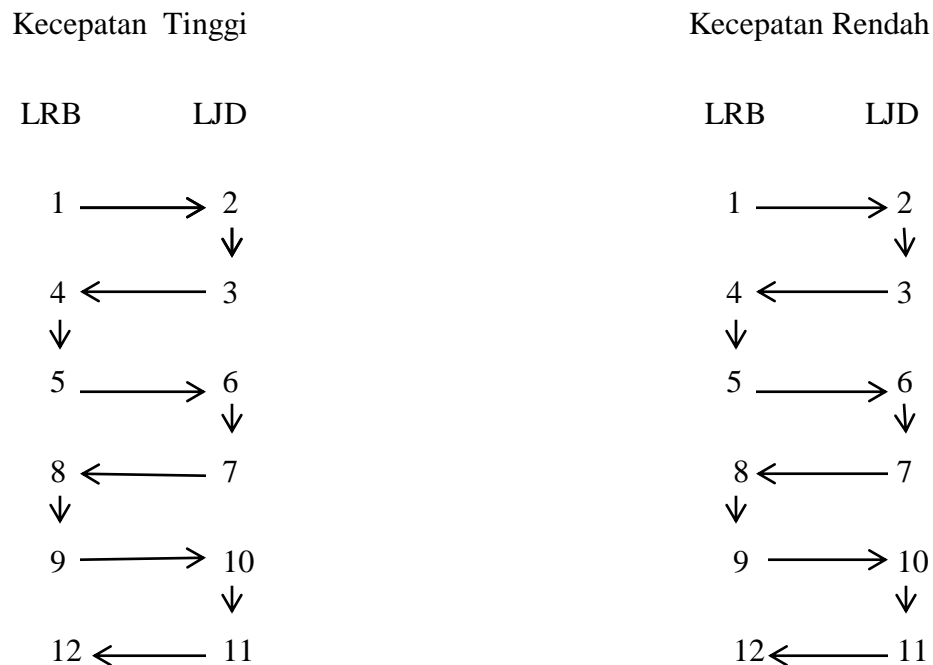 Kecepatan Tinggi Kecepatan Rendah
LRB LJD LRB LJD
1 2 1 2
4 3 4 3
5 6 5 6
8 7 8 7
9 10 9 10
12 11 12 11